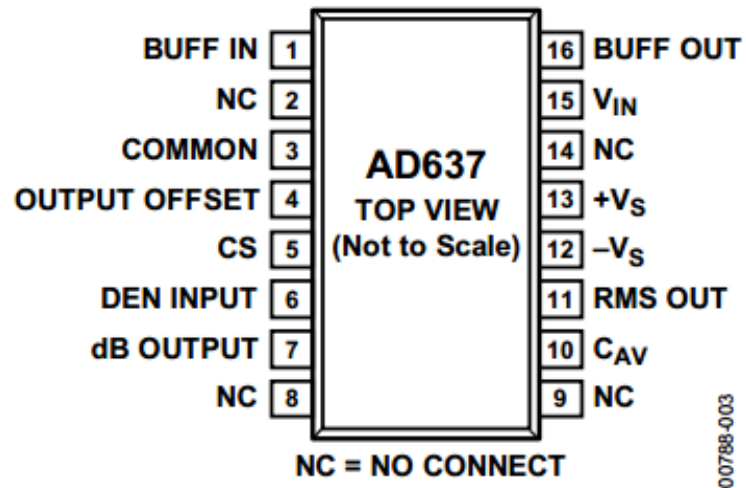 BUFF IN 1
NC 2
COMMON 3
OUTPUT OFFSET 4
CS 5
DEN INPUT 6
dB OUTPUT 7
NC 8
AD637
TOP VIEW
(Not to Scale)
16 BUFF OUT
15 VIN
14 NC
13 +VS
12 –VS
11 RMS OUT
10 CAV
9 NC
NC = NO CONNECT
00788-003